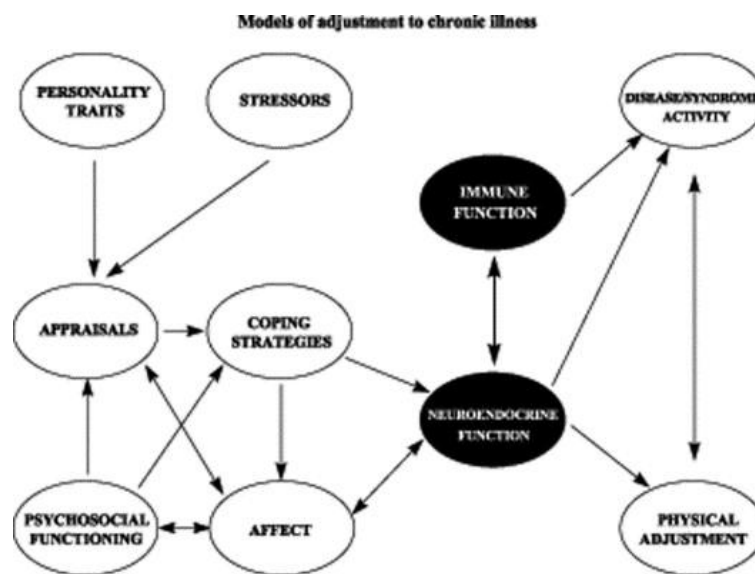 Models of adjustment to chronic illness
PERSONALITY
TRAITS
STRESSORS
DISEASE/SYNDROME
ACTIVITY
IMMUNE
FUNCTION
APPRAISALS
COPING
STRATEGIES
NEUROENDOCRINE
FUNCTION
PSYCHOSOCIAL
FUNCTIONING
AFFECT
PHYSICAL
ADJUSTMENT